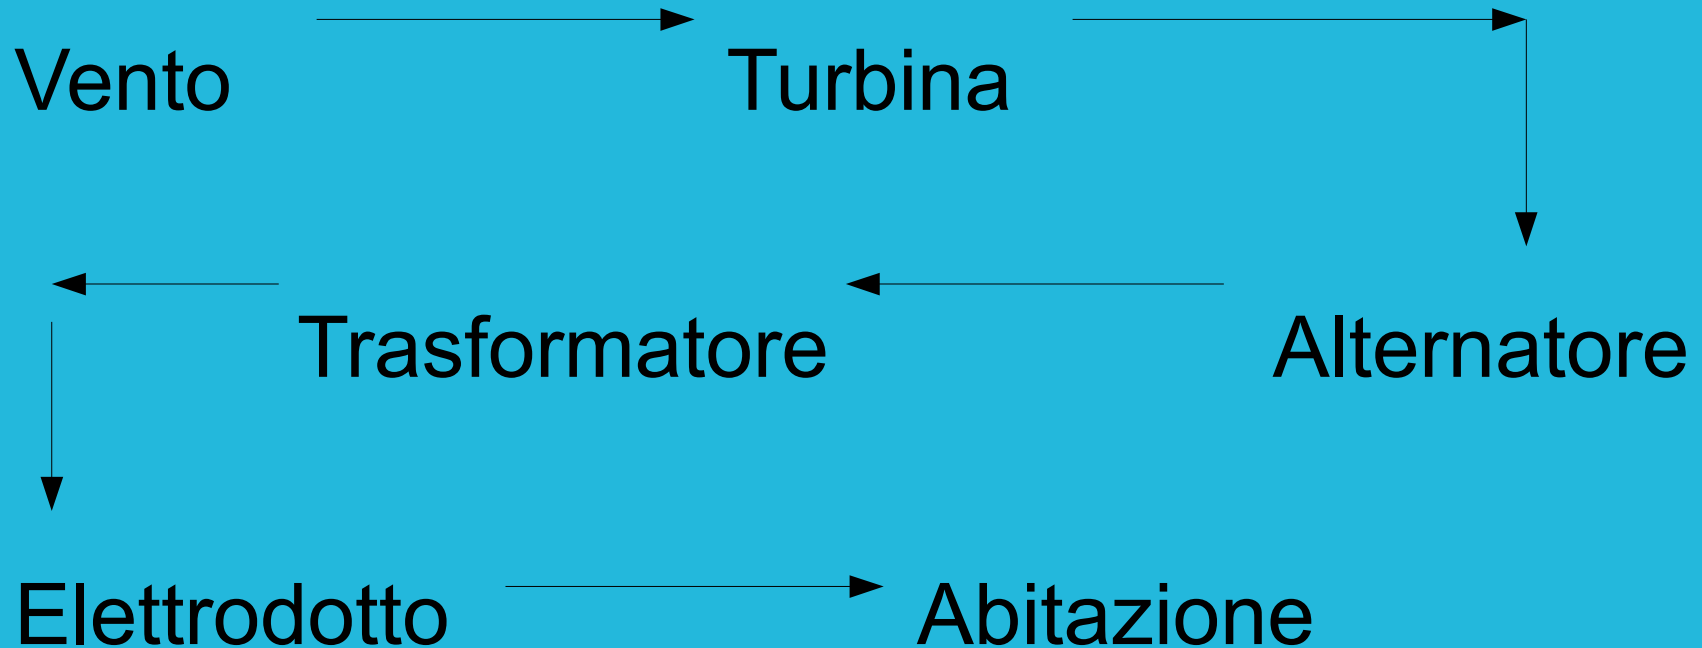 Vento Turbina
Trasformatore Alternatore
Elettrodotto Abitazione